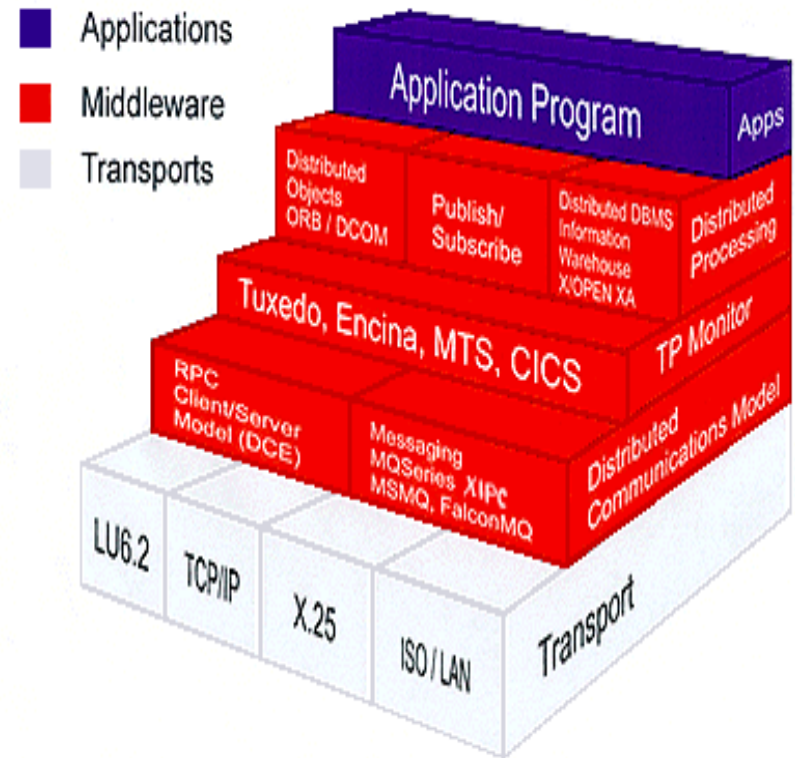 Applications
Middleware
Transports
Application Program
Apps
Distributed
Objects
ORB / DCOM
Publish/
Subscribe
Distributed DBMS
Information
Warehouse
X/OPEN XA
Distributed
Processing
Tuxedo, Encina, MTS, CICS
TP Monitor
RPC
Client/Server
Model (DCE)
Messaging
MQSeries XIPC
MSMQ, FalconMQ
Distributed
Communications Model
LU6.2
TCP/IP
X.25
ISO / LAN
Transport